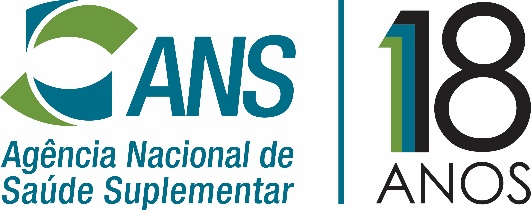 ANS
Agência Nacional de
Saúde Suplementar
18
ANOS